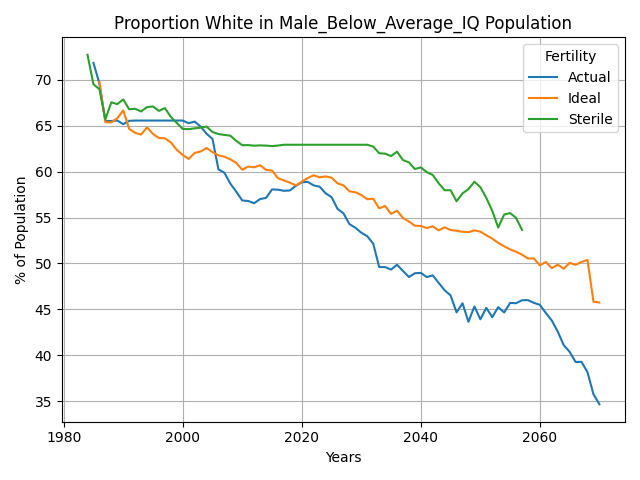 Proportion White in Male_Below_Average_IQ Population
Fertility
Actual
Ideal
Sterile
% of Population
70
65
60
55
50
45
40
35
1980
2000
2020
2040
2060
Years